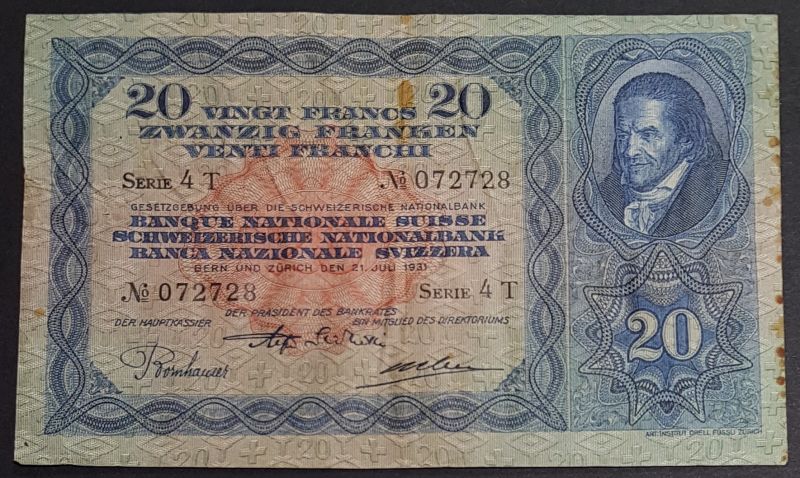 20 VINGT FRANCS 20
ZWANZIG FRANKEN
VENTI FRANCHI
SERIE 4 T № 072728
GESETZGEBUNG ÜBER DIE SCHWEIZERISCHE NATIONALBANK
BANQUE NATIONALE SUISSE
SCHWEIZERISCHE NATIONALBANK
BANCA NAZIONALE SVIZZERA
BERN UND ZÜRICH DEN 21. JULI 1931
№ 072728 SERIE 4 T
DER PRÄSIDENT DES BANKRATES
DER HAUPTKASSIER EIN MITGLIED DES DIREKTORIUMS
Bornhauser
20
ART. INSTITUT ORELL FÜSSLI ZÜRICH